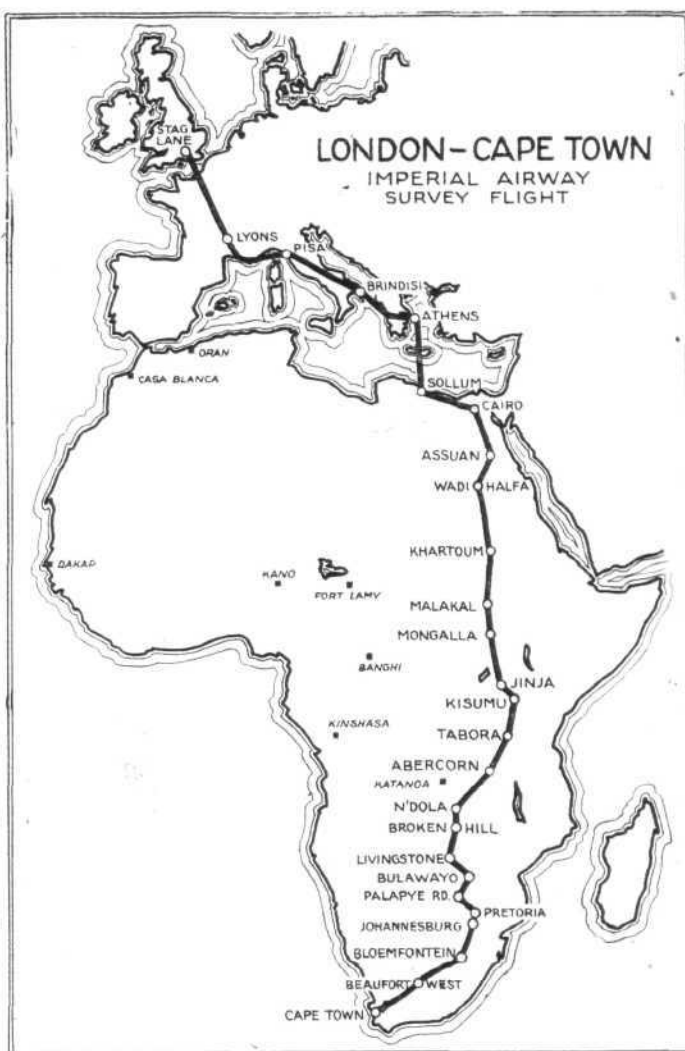 LONDON–CAPE TOWN
IMPERIAL AIRWAY
SURVEY FLIGHT
STAG
LANE
LYONS
PISA
BRINDISI
ATHENS
ORAN
CASA BLANCA
SOLLUM
CAIRO
ASSUAN
WADI HALFA
KHARTOUM
DAKAR
KANO
FORT LAMY
MALAKAL
MONGALLA
BANGHI
JINJA
KISUMU
KINSHASA
TABORA
ABERCORN
KATANGA
N'DOLA
BROKEN HILL
LIVINGSTONE
BULAWAYO
PALAPYE RD.
PRETORIA
JOHANNESBURG
BLOEMFONTEIN
BEAUFORT WEST
CAPE TOWN